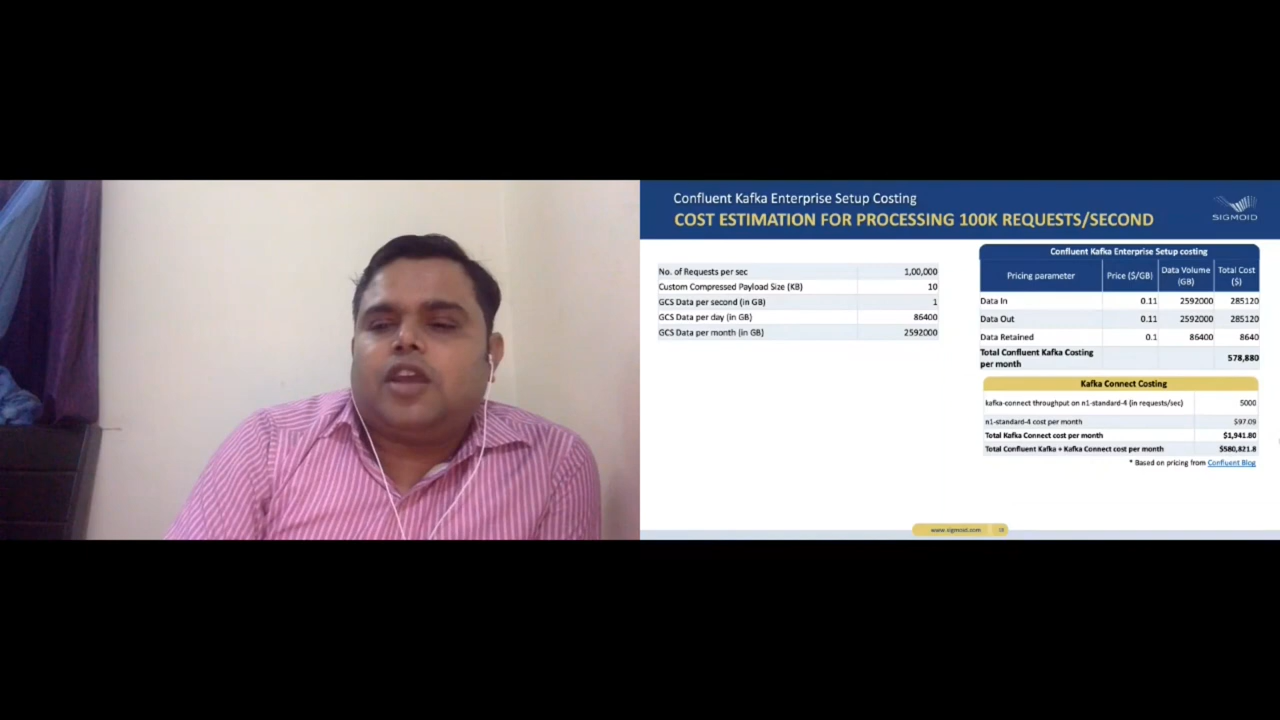 Confluent Kafka Enterprise Setup Costing
COST ESTIMATION FOR PROCESSING 100K REQUESTS/SECOND
SIGMOID
No. of Requests per sec 1,00,000
Custom Compressed Payload Size (KB) 10
GCS Data per second (in GB) 1
GCS Data per day (in GB) 86400
GCS Data per month (in GB) 2592000
Confluent Kafka Enterprise Setup costing
Pricing parameter Price ($/GB) Data Volume (GB) Total Cost ($)
Data In 0.11 2592000 285120
Data Out 0.11 2592000 285120
Data Retained 0.1 86400 8640
Total Confluent Kafka Costing per month 578,880
Kafka Connect Costing
kafka-connect throughput on n1-standard-4 (in requests/sec) 5000
n1-standard-4 cost per month $97.09
Total Kafka Connect cost per month $1,941.80
Total Confluent Kafka + Kafka Connect cost per month $580,821.8
* Based on pricing from Confluent Blog